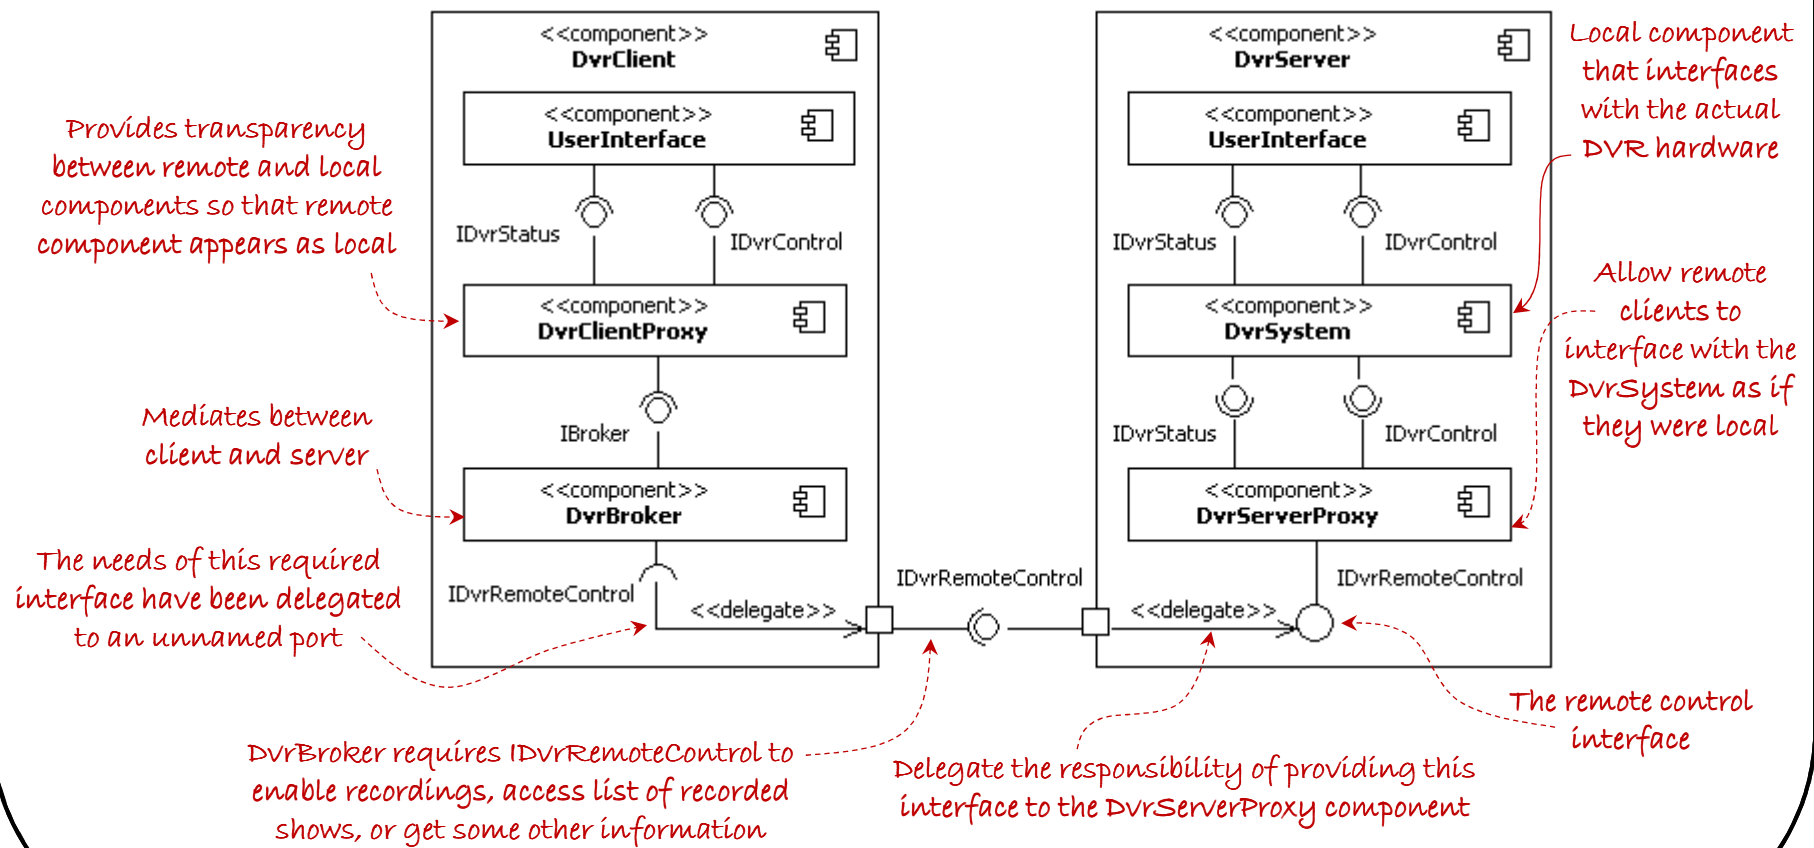 <<component>>
DvrClient
<<component>>
UserInterface
IDvrStatus
IDvrControl
<<component>>
DvrClientProxy
IBroker
<<component>>
DvrBroker
IDvrRemoteControl
<<delegate>>
IDvrRemoteControl
<<component>>
DvrServer
<<component>>
UserInterface
IDvrStatus
IDvrControl
<<component>>
DvrSystem
IDvrStatus
IDvrControl
<<component>>
DvrServerProxy
IDvrRemoteControl
<<delegate>>
Provides transparency
between remote and local
components so that remote
component appears as local
Mediates between
client and server
The needs of this required
interface have been delegated
to an unnamed port
DvrBroker requires IDvrRemoteControl to
enable recordings, access list of recorded
shows, or get some other information
Delegate the responsibility of providing this
interface to the DvrServerProxy component
Local component
that interfaces
with the actual
DVR hardware
Allow remote
clients to
interface with the
DvrSystem as if
they were local
The remote control
interface